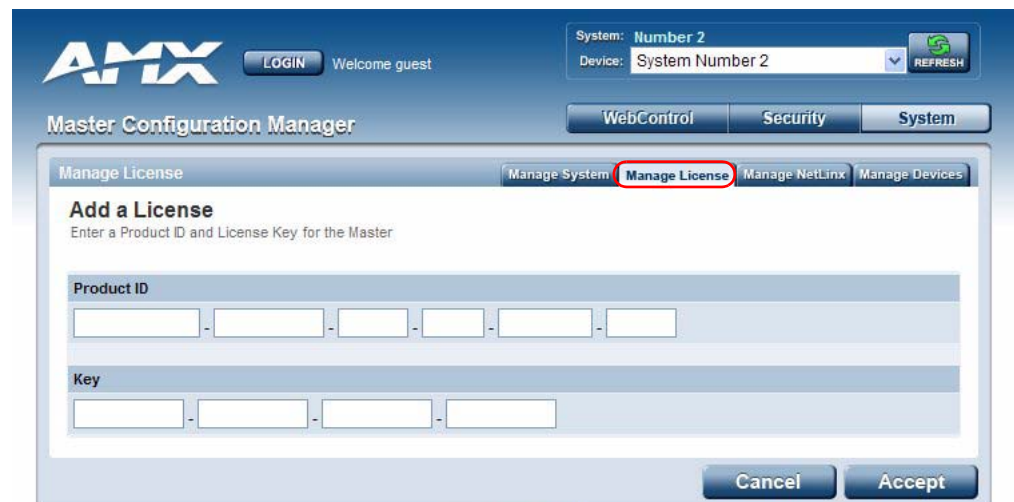 AMX
LOGIN Welcome guest
System: Number 2
Device: System Number 2
REFRESH
Master Configuration Manager
WebControl Security System
Manage License
Manage System Manage License Manage NetLinx Manage Devices
Add a License
Enter a Product ID and License Key for the Master
Product ID
- - - - -
Key
- - -
Cancel Accept